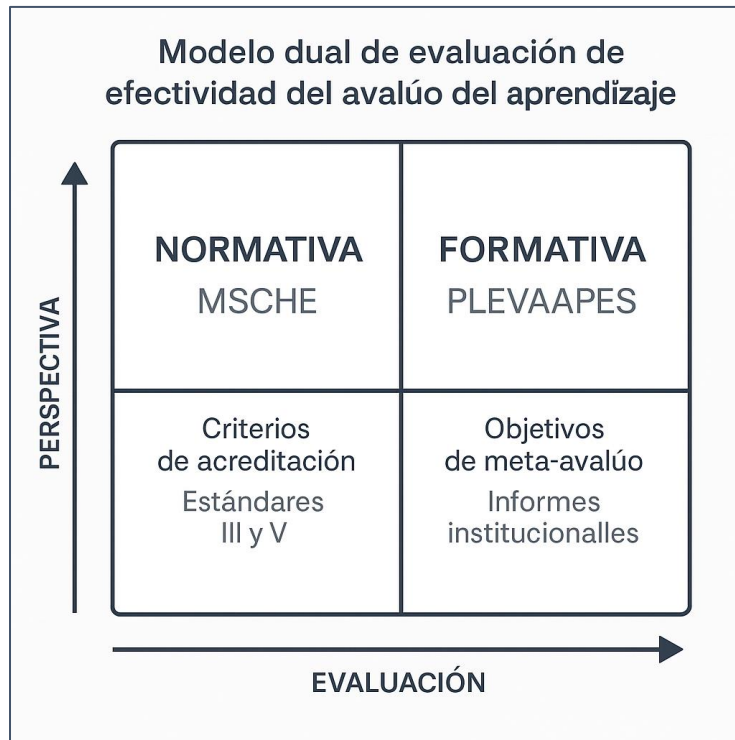 Modelo dual de evaluación de
efectividad del avalúo del aprendizaje
PERSPECTIVA
NORMATIVA
MSCHE
FORMATIVA
PLEVAAPES
Criterios
de acreditación
Estándares
III y V
Objetivos
de meta-avalúo
Informes
institucionalles
EVALUACIÓN